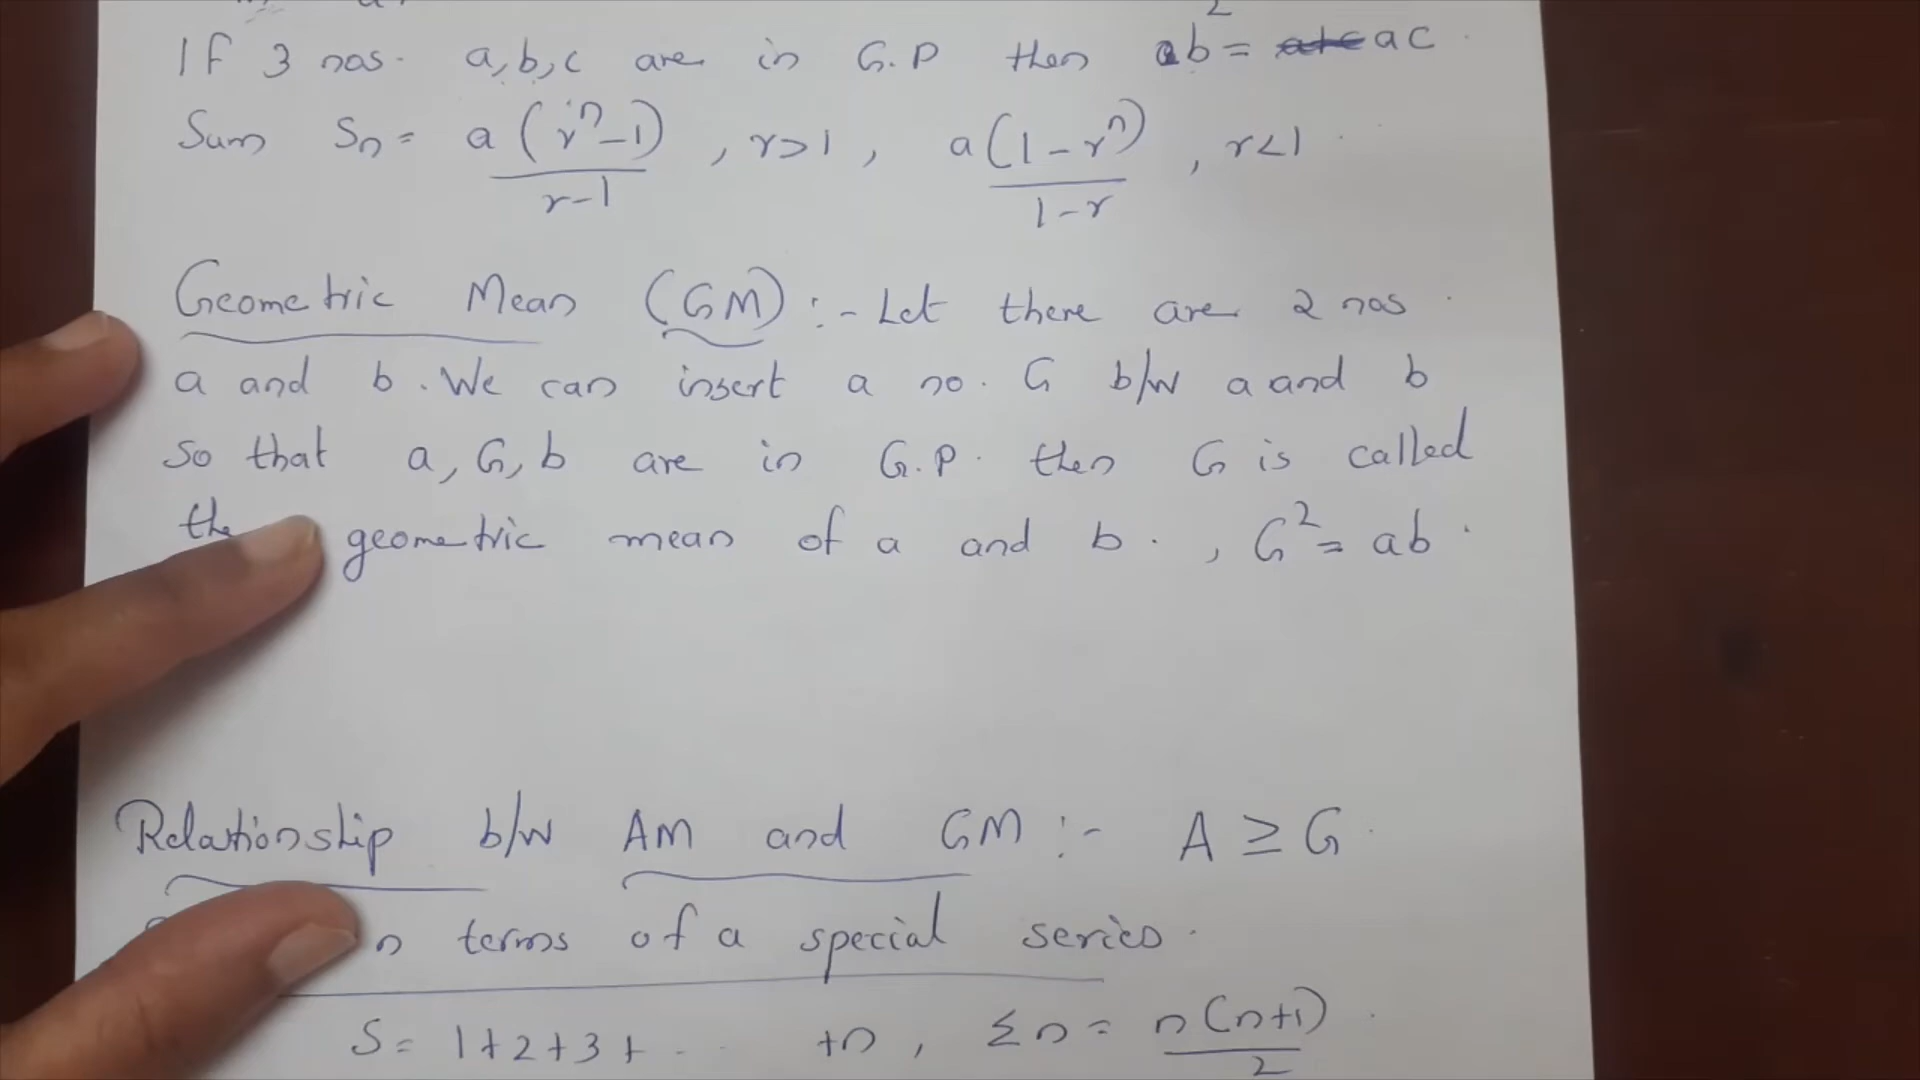 If 3 nos. a,b,c are in G.P then b² = ac
Sum Sn = a(rⁿ-1)/r-1 , r>1 , a(1-rⁿ)/1-r , r<1
Geometric Mean (GM) :- Let there are 2 nos
a and b. We can insert a no. G b/w a and b
so that a, G, b are in G.P. then G is called
the geometric mean of a and b. , G² = ab
Relationship b/w AM and GM :- A ≥ G
n terms of a special series.
S = 1+2+3+ ... +n , Σn = n(n+1)/2